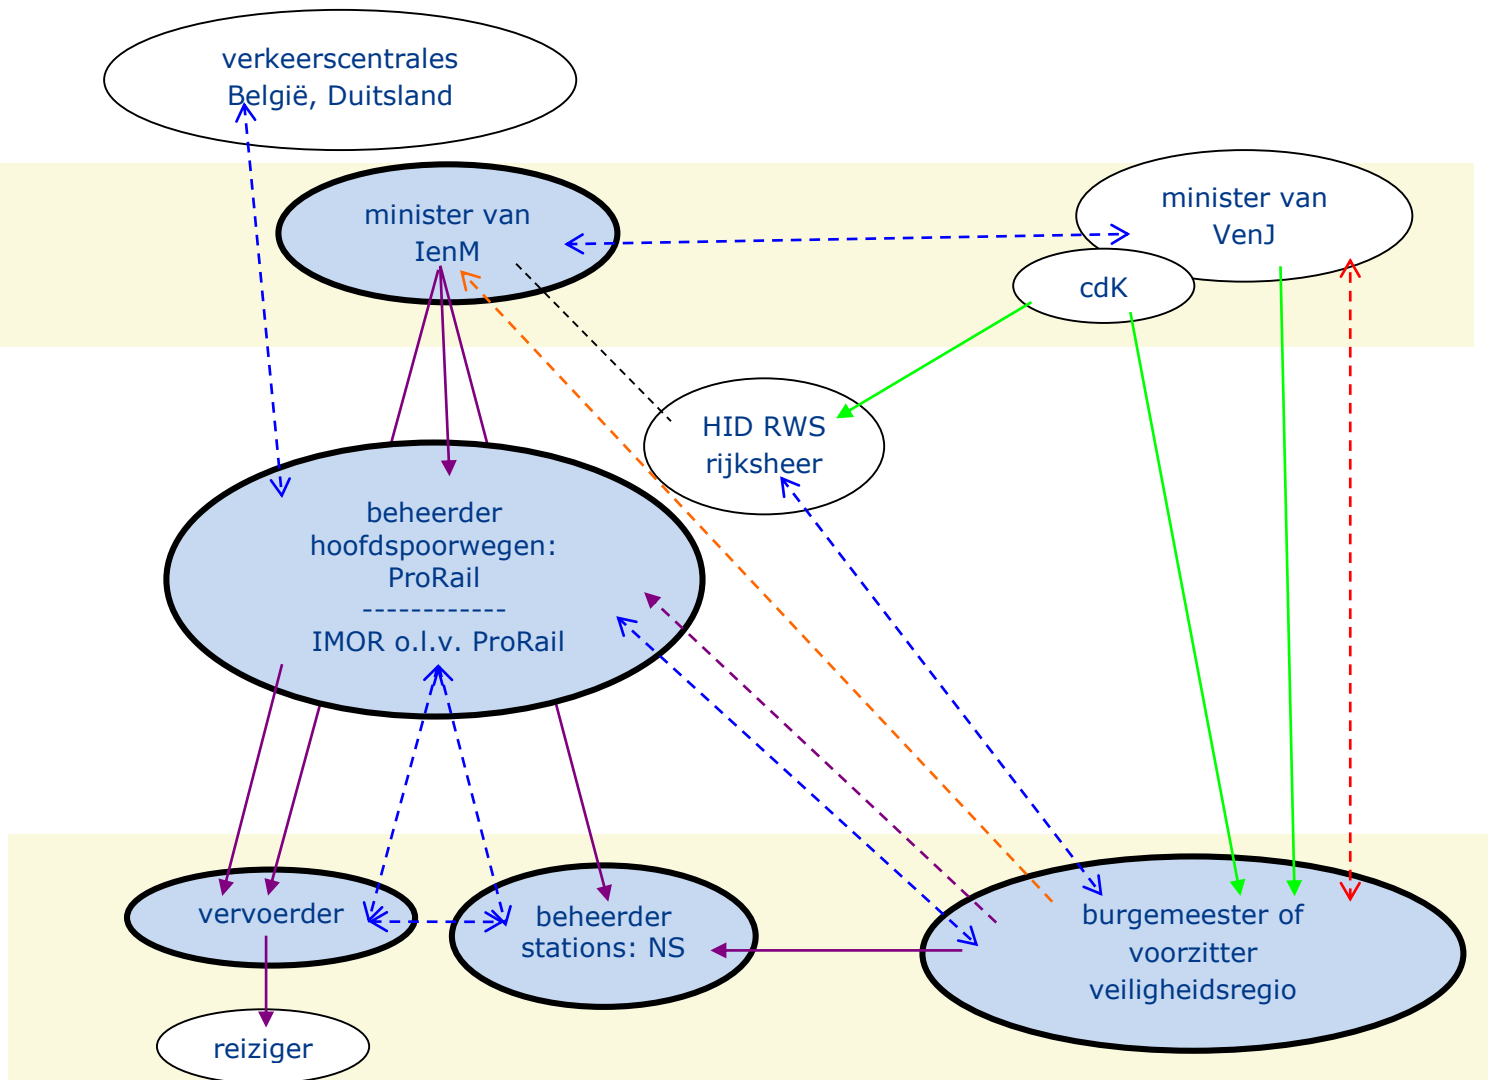 verkeerscentrales
België, Duitsland
minister van
IenM
minister van
VenJ
cdK
HID RWS
rijksheer
beheerder
hoofdspoorwegen:
ProRail
------------
IMOR o.l.v. ProRail
vervoerder
beheerder
stations: NS
burgemeester of
voorzitter
veiligheidsregio
reiziger